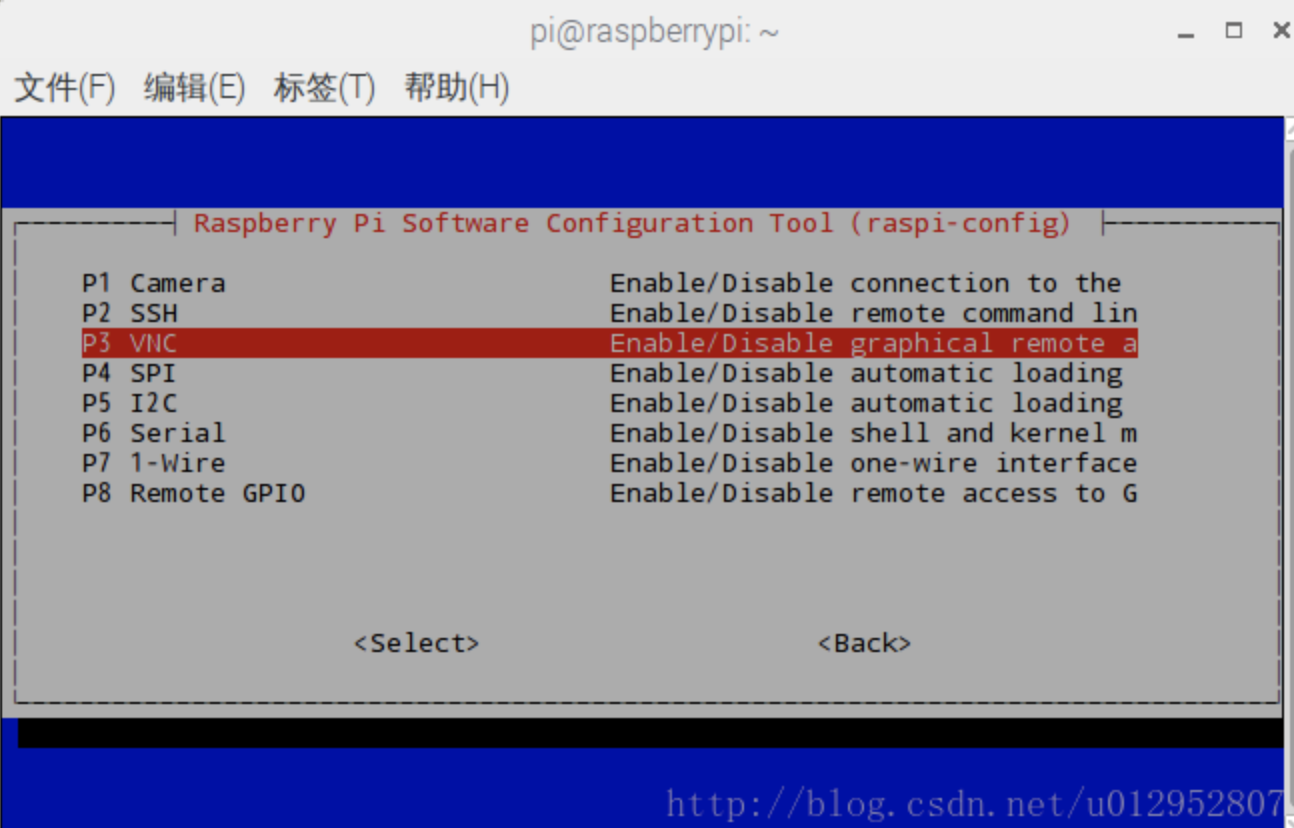 pi@raspberrypi: ~
文件(F) 编辑(E) 标签(T) 帮助(H)
Raspberry Pi Software Configuration Tool (raspi-config)
P1 Camera Enable/Disable connection to the
P2 SSH Enable/Disable remote command lin
P3 VNC Enable/Disable graphical remote a
P4 SPI Enable/Disable automatic loading
P5 I2C Enable/Disable automatic loading
P6 Serial Enable/Disable shell and kernel m
P7 1-Wire Enable/Disable one-wire interface
P8 Remote GPIO Enable/Disable remote access to G
<Select> <Back>
http://blog.csdn.net/u012952807